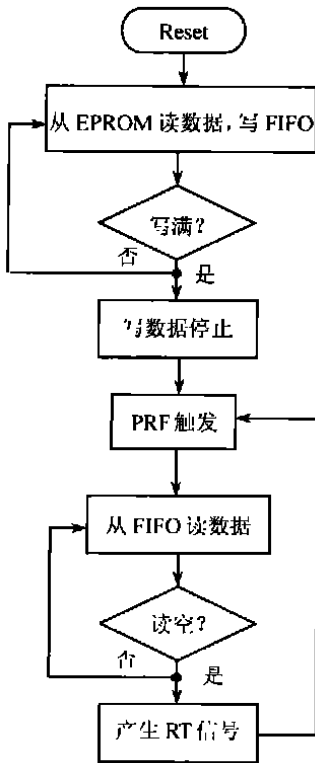 Reset
从 EPROM 读数据,写 FIFO
写满?
否
是
写数据停止
PRF 触发
从 FIFO 读数据
读空?
否
是
产生 RT 信号